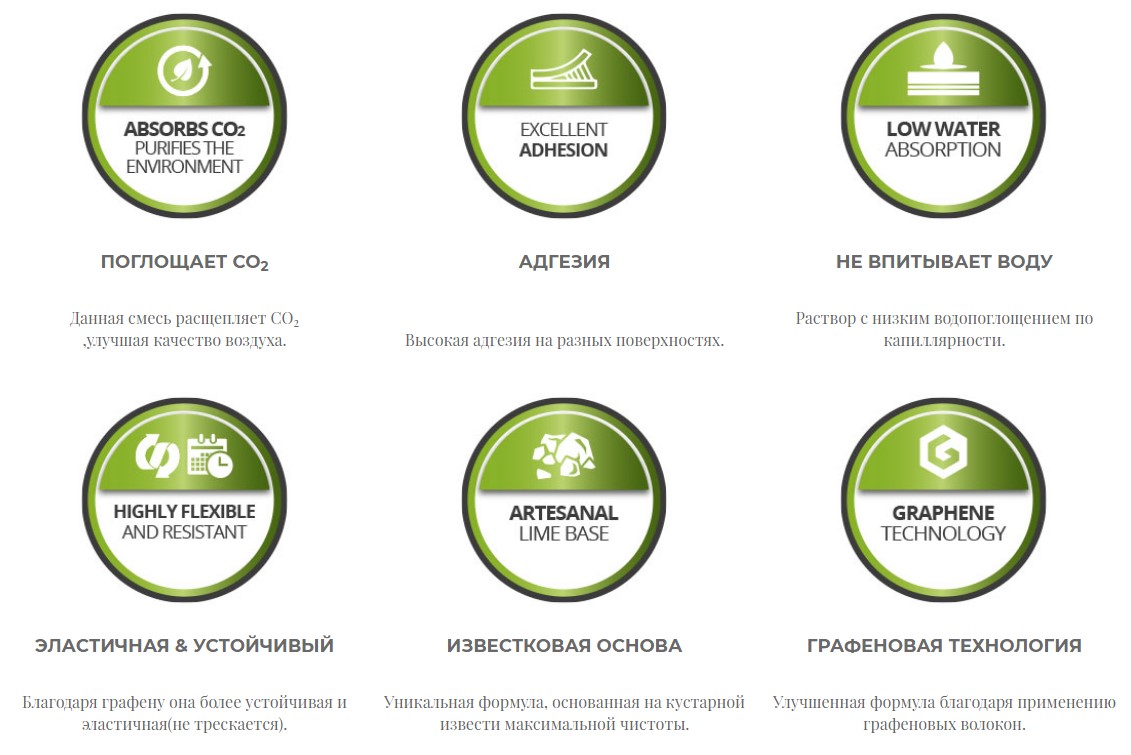 ABSORBS CO₂
PURIFIES THE
ENVIRONMENT
EXCELLENT
ADHESION
LOW WATER
ABSORPTION
ПОГЛОЩАЕТ CO₂
АДГЕЗИЯ
НЕ ВПИТЫВАЕТ ВОДУ
Данная смесь расщепляет CO₂
,улучшая качество воздуха.
Высокая адгезия на разных поверхностях.
Раствор с низким водопоглощением по
капиллярности.
HIGHLY FLEXIBLE
AND RESISTANT
ARTESANAL
LIME BASE
GRAPHENE
TECHNOLOGY
ЭЛАСТИЧНАЯ & УСТОЙЧИВЫЙ
ИЗВЕСТКОВАЯ ОСНОВА
ГРАФЕНОВАЯ ТЕХНОЛОГИЯ
Благодаря графену она более устойчивая и
эластичная(не трескается).
Уникальная формула, основанная на кустарной
извести максимальной чистоты.
Улучшенная формула благодаря применению
графеновых волокон.